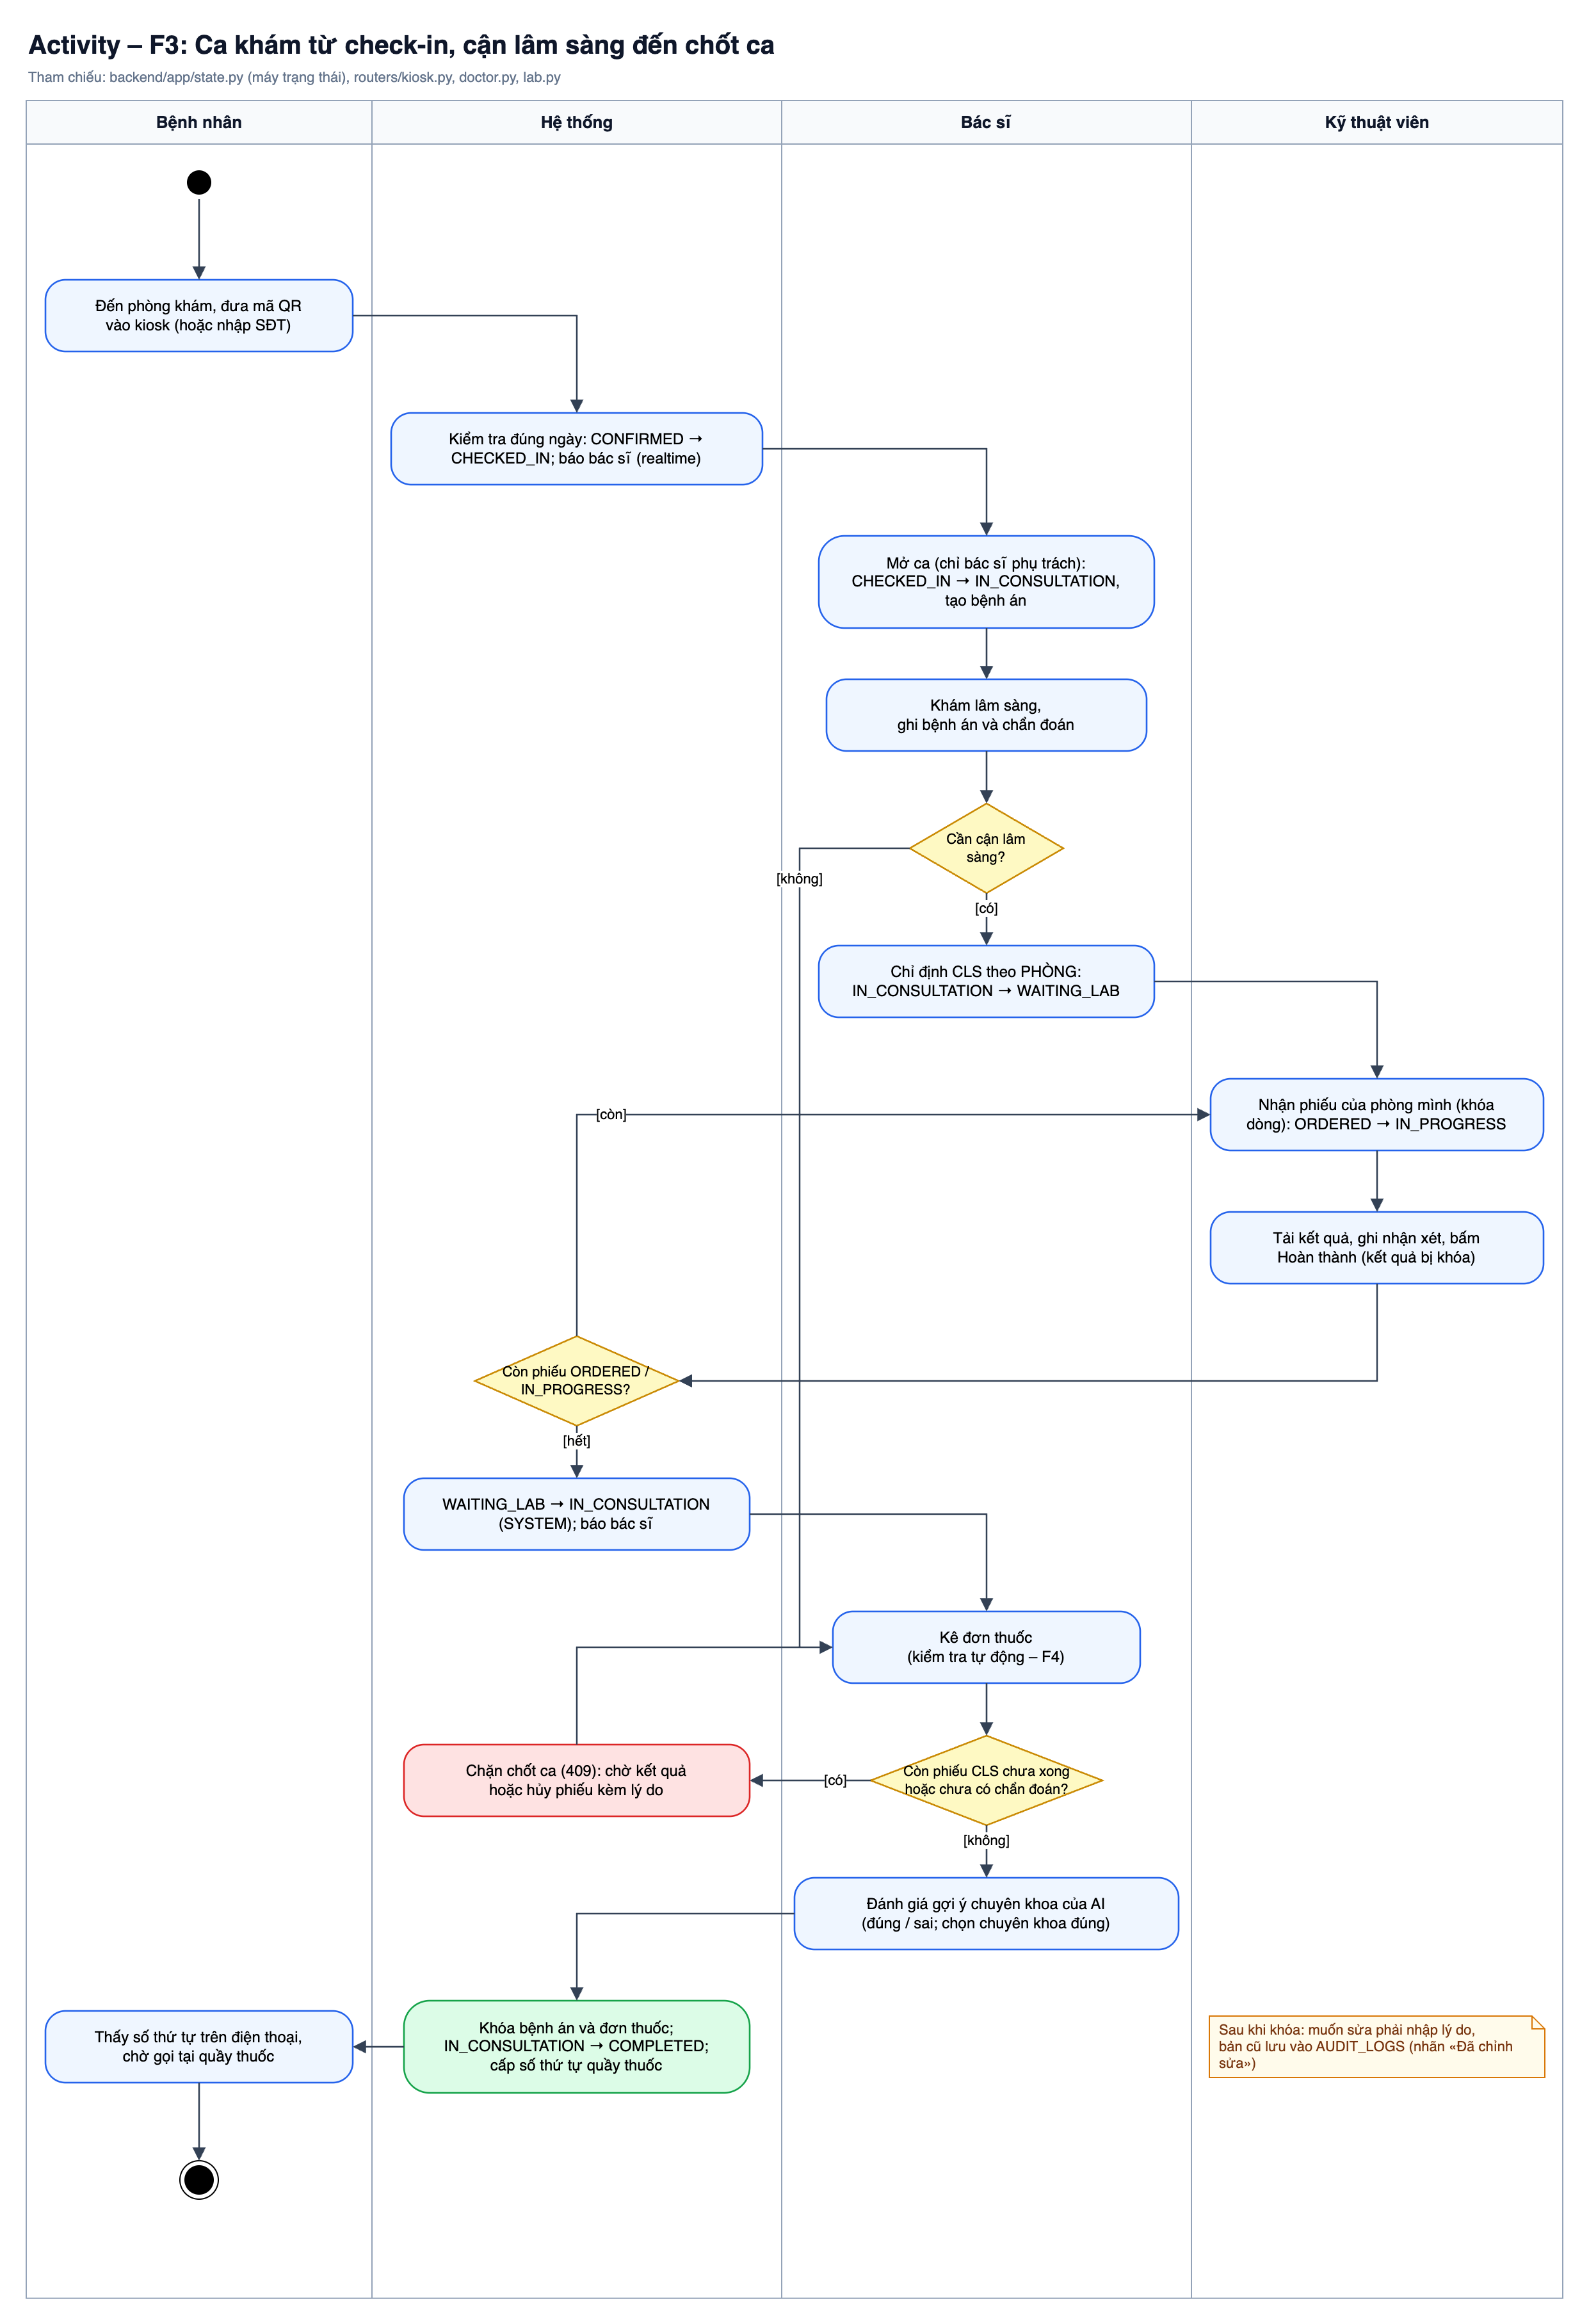 Activity – F3: Ca khám từ check-in, cận lâm sàng đến chốt ca
Tham chiếu: backend/app/state.py (máy trạng thái), routers/kiosk.py, doctor.py, lab.py
Bệnh nhân
Hệ thống
Bác sĩ
Kỹ thuật viên
Đến phòng khám, đưa mã QR
vào kiosk (hoặc nhập SĐT)
Kiểm tra đúng ngày: CONFIRMED →
CHECKED_IN; báo bác sĩ (realtime)
Mở ca (chỉ bác sĩ phụ trách):
CHECKED_IN → IN_CONSULTATION,
tạo bệnh án
Khám lâm sàng,
ghi bệnh án và chẩn đoán
Cần cận lâm
sàng?
[không]
[có]
Chỉ định CLS theo PHÒNG:
IN_CONSULTATION → WAITING_LAB
Nhận phiếu của phòng mình (khóa
dòng): ORDERED → IN_PROGRESS
[còn]
Tải kết quả, ghi nhận xét, bấm
Hoàn thành (kết quả bị khóa)
Còn phiếu ORDERED /
IN_PROGRESS?
[hết]
WAITING_LAB → IN_CONSULTATION
(SYSTEM); báo bác sĩ
Kê đơn thuốc
(kiểm tra tự động – F4)
Chặn chốt ca (409): chờ kết quả
hoặc hủy phiếu kèm lý do
[có]
Còn phiếu CLS chưa xong
hoặc chưa có chẩn đoán?
[không]
Đánh giá gợi ý chuyên khoa của AI
(đúng / sai; chọn chuyên khoa đúng)
Thấy số thứ tự trên điện thoại,
chờ gọi tại quầy thuốc
Khóa bệnh án và đơn thuốc;
IN_CONSULTATION → COMPLETED;
cấp số thứ tự quầy thuốc
Sau khi khóa: muốn sửa phải nhập lý do,
bản cũ lưu vào AUDIT_LOGS (nhãn «Đã chỉnh
sửa»)